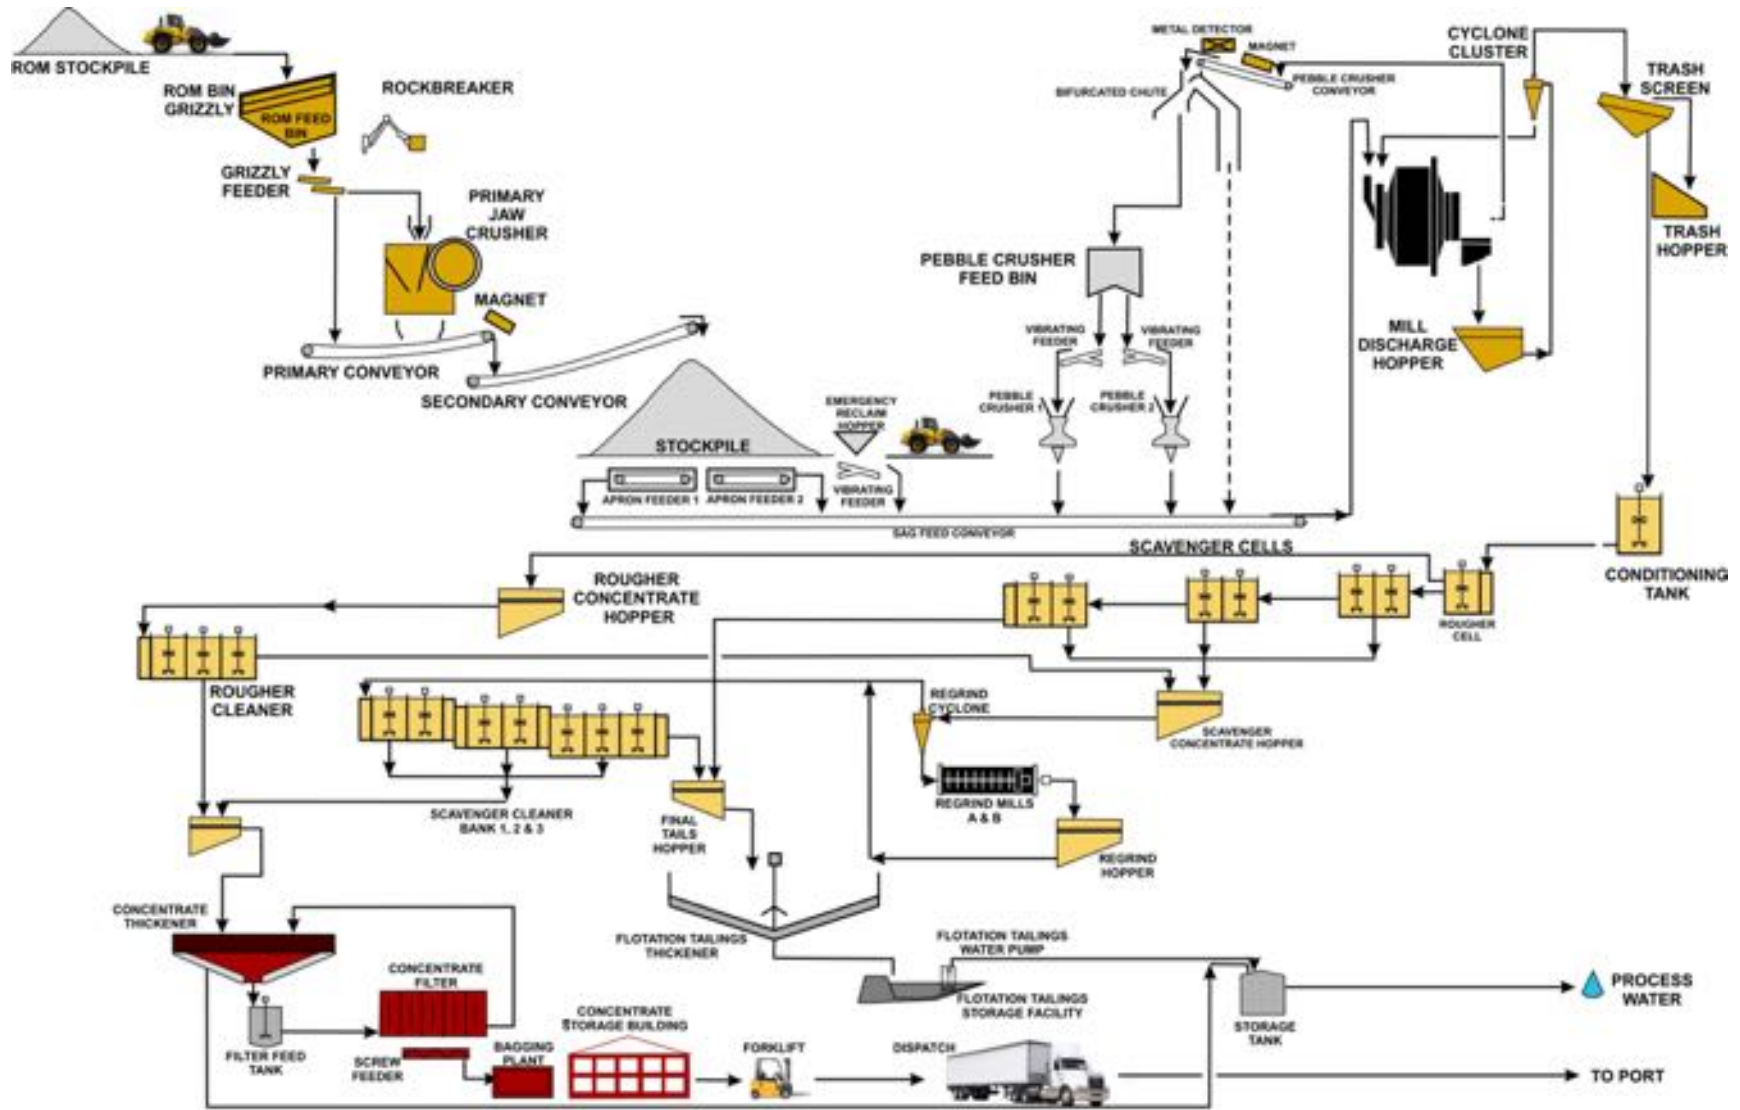 METAL DETECTOR
MAGNET
CYCLONE
CLUSTER
ROM STOCKPILE
TRASH
SCREEN
PEBBLE CRUSHER
CONVEYOR
ROM BIN
GRIZZLY
ROCKBREAKER
BIFURCATED CHUTE
ROM FEED
BIN
GRIZZLY
FEEDER
PRIMARY
JAW
CRUSHER
TRASH
HOPPER
PEBBLE CRUSHER
FEED BIN
MAGNET
VIBRATING
FEEDER
VIBRATING
FEEDER
MILL
DISCHARGE
HOPPER
PRIMARY CONVEYOR
SECONDARY CONVEYOR
EMERGENCY
RECLAIM
HOPPER
PEBBLE
CRUSHER 1
PEBBLE
CRUSHER 2
STOCKPILE
APRON FEEDER 1
APRON FEEDER 2
VIBRATING
FEEDER
SAG FEED CONVEYOR
SCAVENGER CELLS
CONDITIONING
TANK
ROUGHER
CONCENTRATE
HOPPER
ROUGHER
CELL
ROUGHER
CLEANER
REGRIND
CYCLONE
SCAVENGER
CONCENTRATE HOPPER
SCAVENGER CLEANER
BANK 1, 2 & 3
FINAL
TAILS
HOPPER
REGRIND MILLS
A & B
REGRIND
HOPPER
CONCENTRATE
THICKENER
FLOTATION TAILINGS
THICKENER
FLOTATION TAILINGS
WATER PUMP
CONCENTRATE
FILTER
PROCESS
WATER
FLOTATION TAILINGS
STORAGE FACILITY
STORAGE
TANK
FILTER FEED
TANK
SCREW
FEEDER
BAGGING
PLANT
CONCENTRATE
STORAGE BUILDING
FORKLIFT
DISPATCH
TO PORT